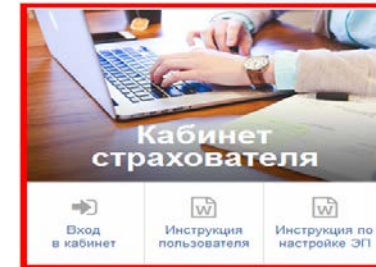 Кабинет
страхователя
Вход
в кабинет
Инструкция
пользователя
Инструкция по
настройке ЭП